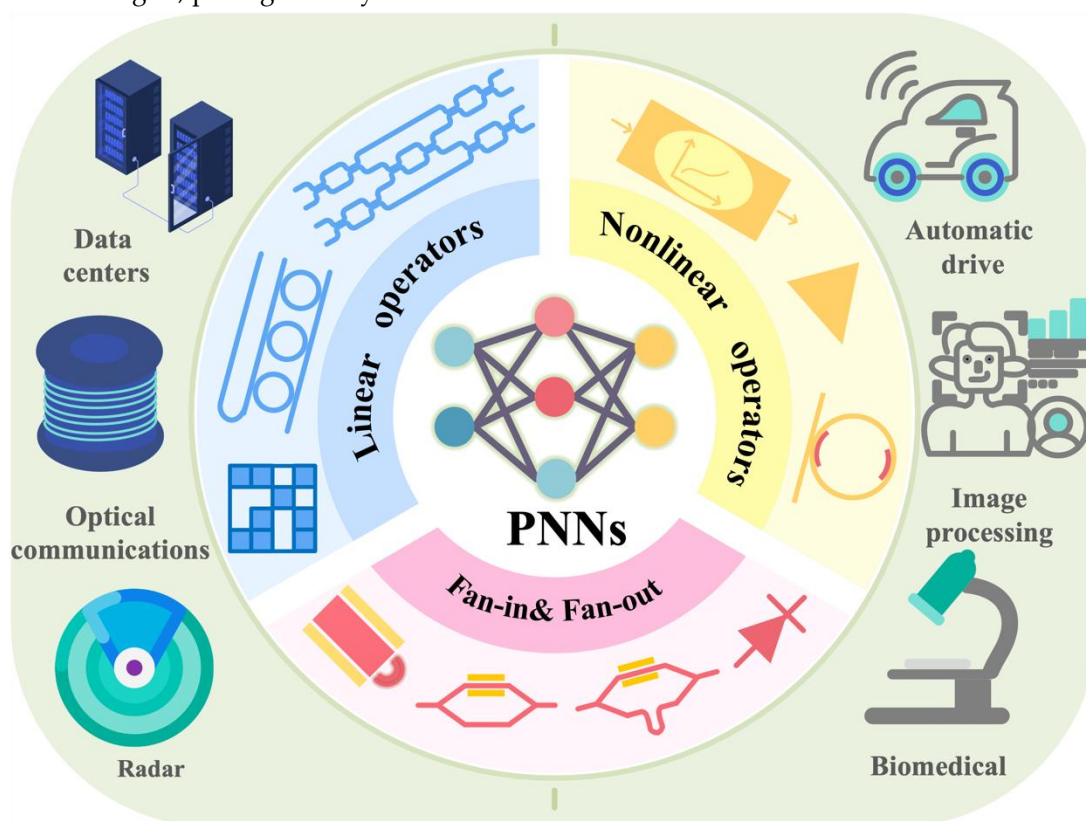 Data
centers
Optical
communications
Radar
Linear operators
Nonlinear operators
PNNs
Fan-in& Fan-out
Automatic
drive
Image
processing
Biomedical